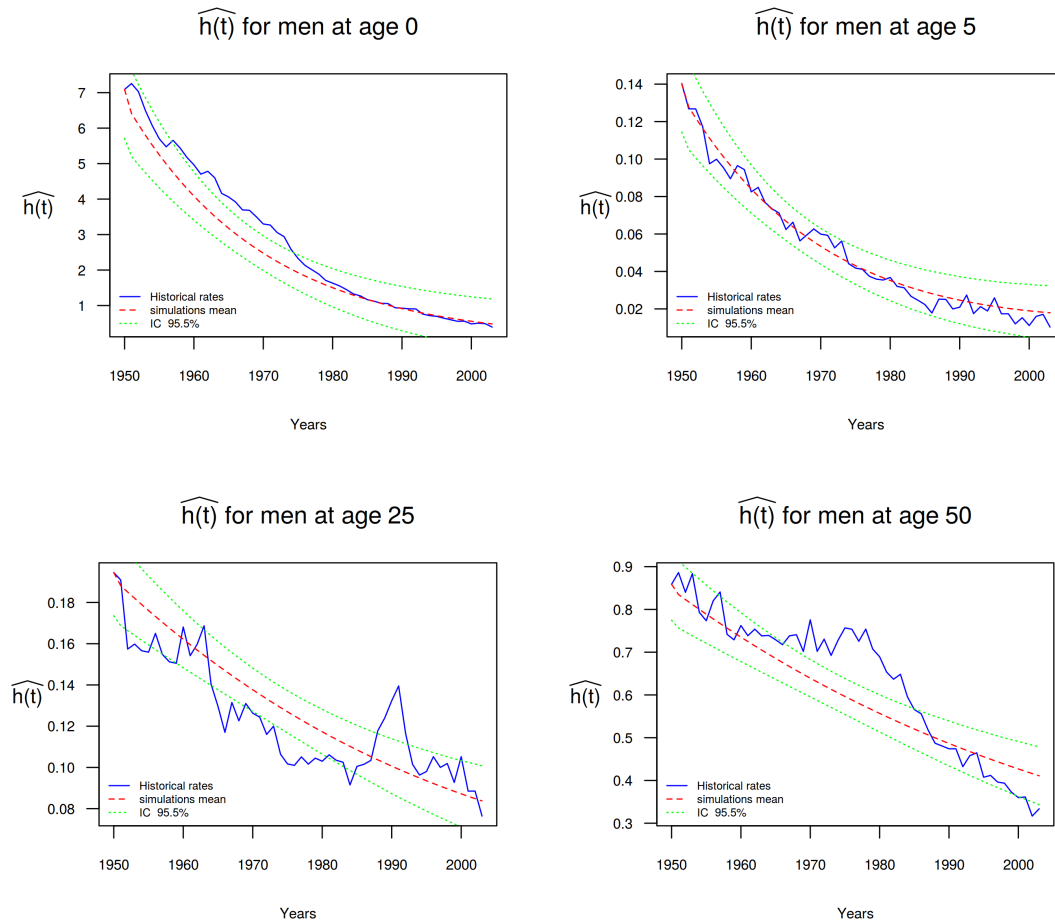 h(t) for men at age 0
7
6
5
4
3
2
1
h(t)
Historical rates
simulations mean
IC 95.5%
1950 1960 1970 1980 1990 2000
Years
h(t) for men at age 5
0.14
0.12
0.10
0.08
0.06
0.04
0.02
h(t)
Historical rates
simulations mean
IC 95.5%
1950 1960 1970 1980 1990 2000
Years
h(t) for men at age 25
0.18
0.16
0.14
0.12
0.10
0.08
h(t)
Historical rates
simulations mean
IC 95.5%
1950 1960 1970 1980 1990 2000
Years
h(t) for men at age 50
0.9
0.8
0.7
0.6
0.5
0.4
0.3
h(t)
Historical rates
simulations mean
IC 95.5%
1950 1960 1970 1980 1990 2000
Years